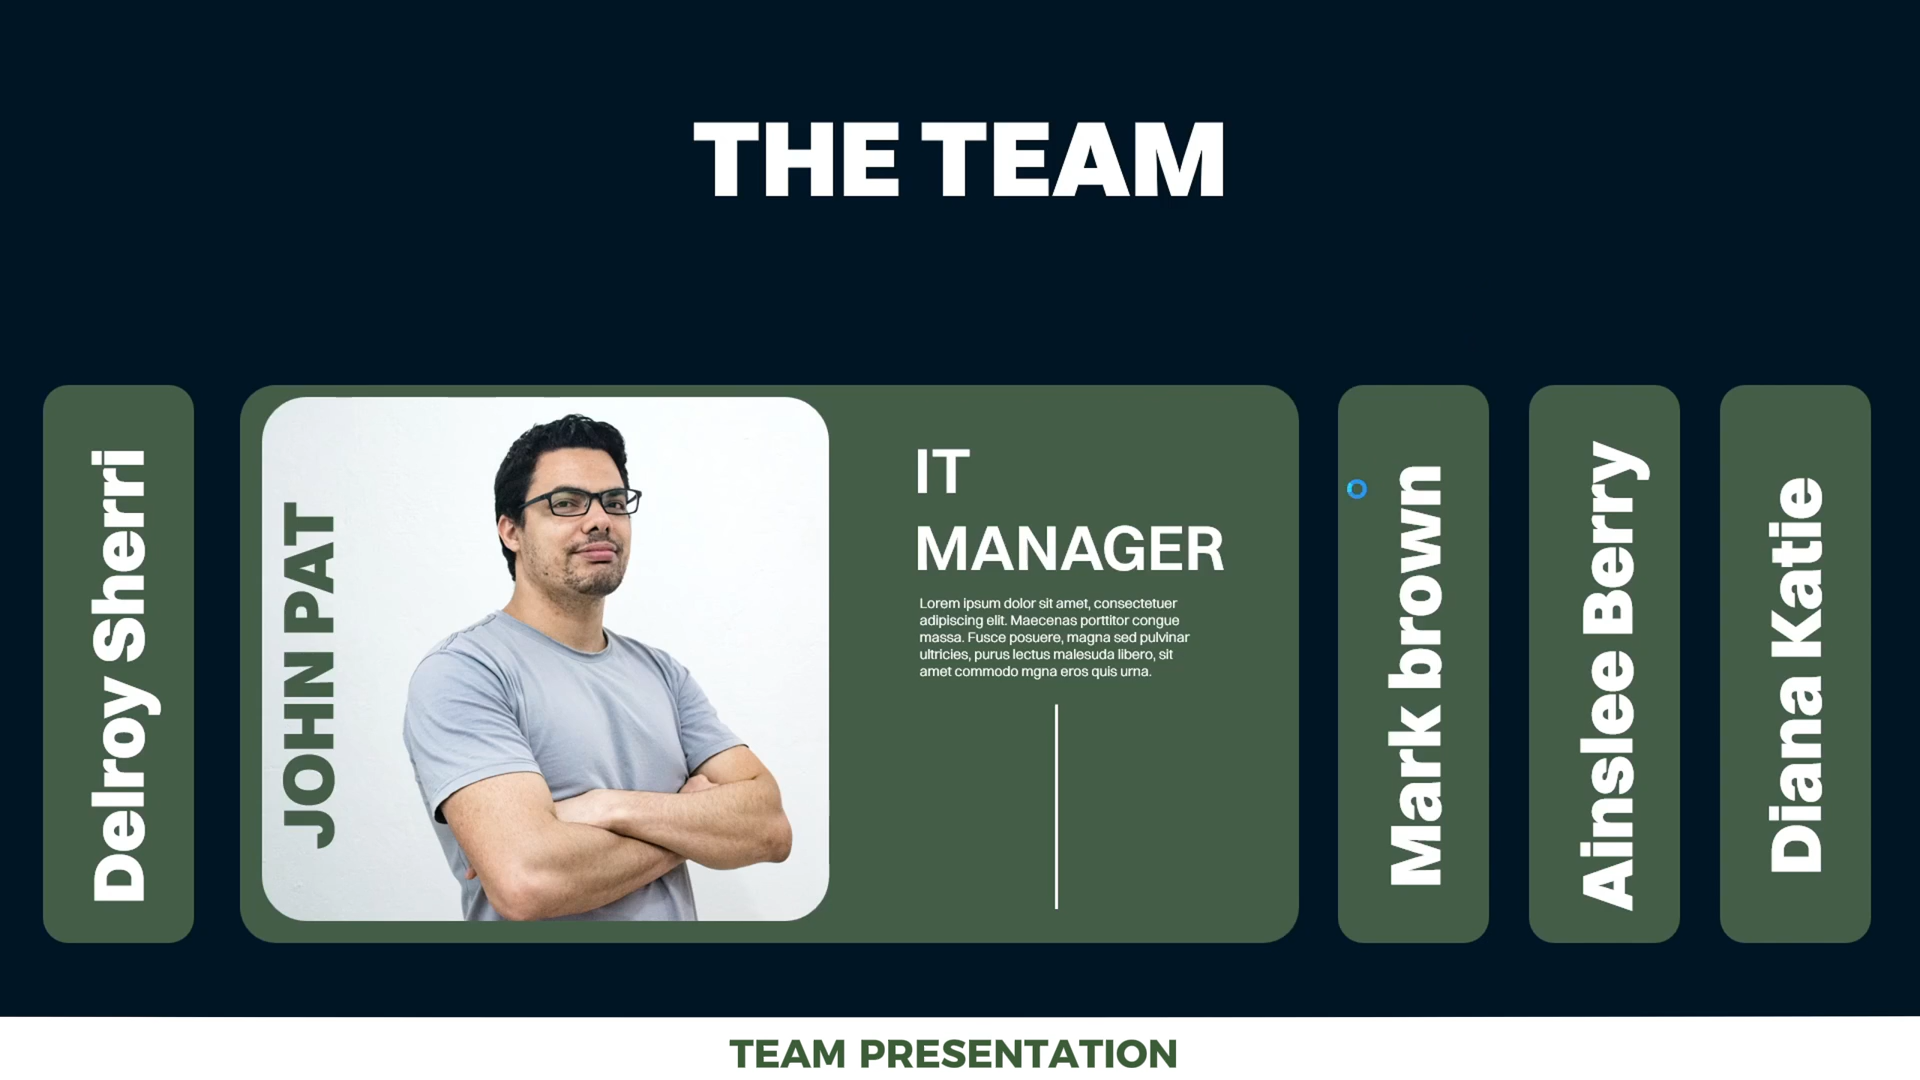 THE TEAM
Delroy Sherri
JOHN PAT
IT
MANAGER
Lorem ipsum dolor sit amet, consectetuer
adipiscing elit. Maecenas porttitor congue
massa. Fusce posuere, magna sed pulvinar
ultricies, purus lectus malesuda libero, sit
amet commodo mgna eros quis urna.
Mark brown
Ainslee Berry
Diana Katie
TEAM PRESENTATION